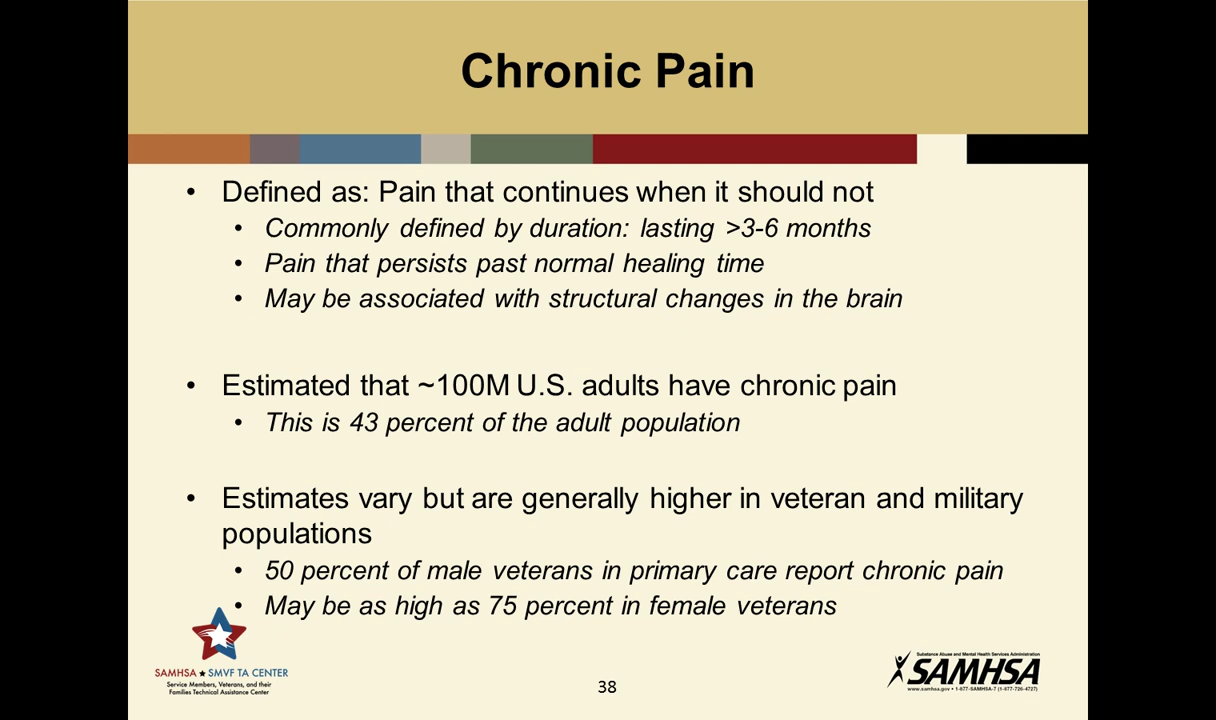 Chronic Pain
• Defined as: Pain that continues when it should not
• Commonly defined by duration: lasting >3-6 months
• Pain that persists past normal healing time
• May be associated with structural changes in the brain
• Estimated that ~100M U.S. adults have chronic pain
• This is 43 percent of the adult population
• Estimates vary but are generally higher in veteran and military
populations
• 50 percent of male veterans in primary care report chronic pain
• May be as high as 75 percent in female veterans
SAMHSA ★ SMVF TA CENTER
Service Members, Veterans, and their
Families Technical Assistance Center
38
Substance Abuse and Mental Health Services Administration
SAMHSA
www.samhsa.gov • 1-877-SAMHSA-7 (1-877-726-4727)